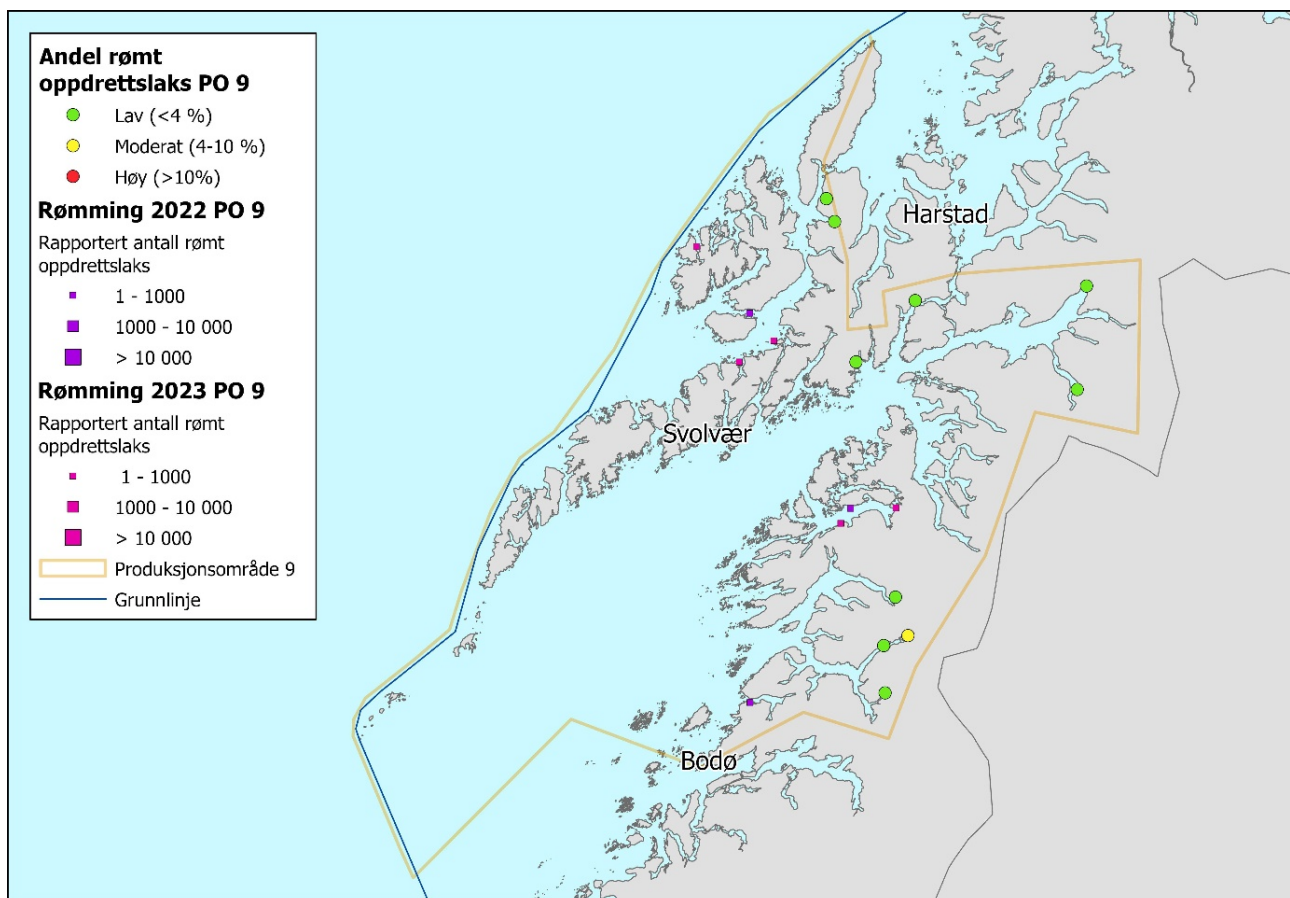 Andel rømt
oppdrettslaks PO 9
Lav (<4 %)
Moderat (4-10 %)
Høy (>10%)
Rømming 2022 PO 9
Rapportert antall rømt
oppdrettslaks
1 - 1000
1000 - 10 000
> 10 000
Rømming 2023 PO 9
Rapportert antall rømt
oppdrettslaks
1 - 1000
1000 - 10 000
> 10 000
Produksjonsområde 9
Grunnlinje
Harstad
Svolvær
Bodø